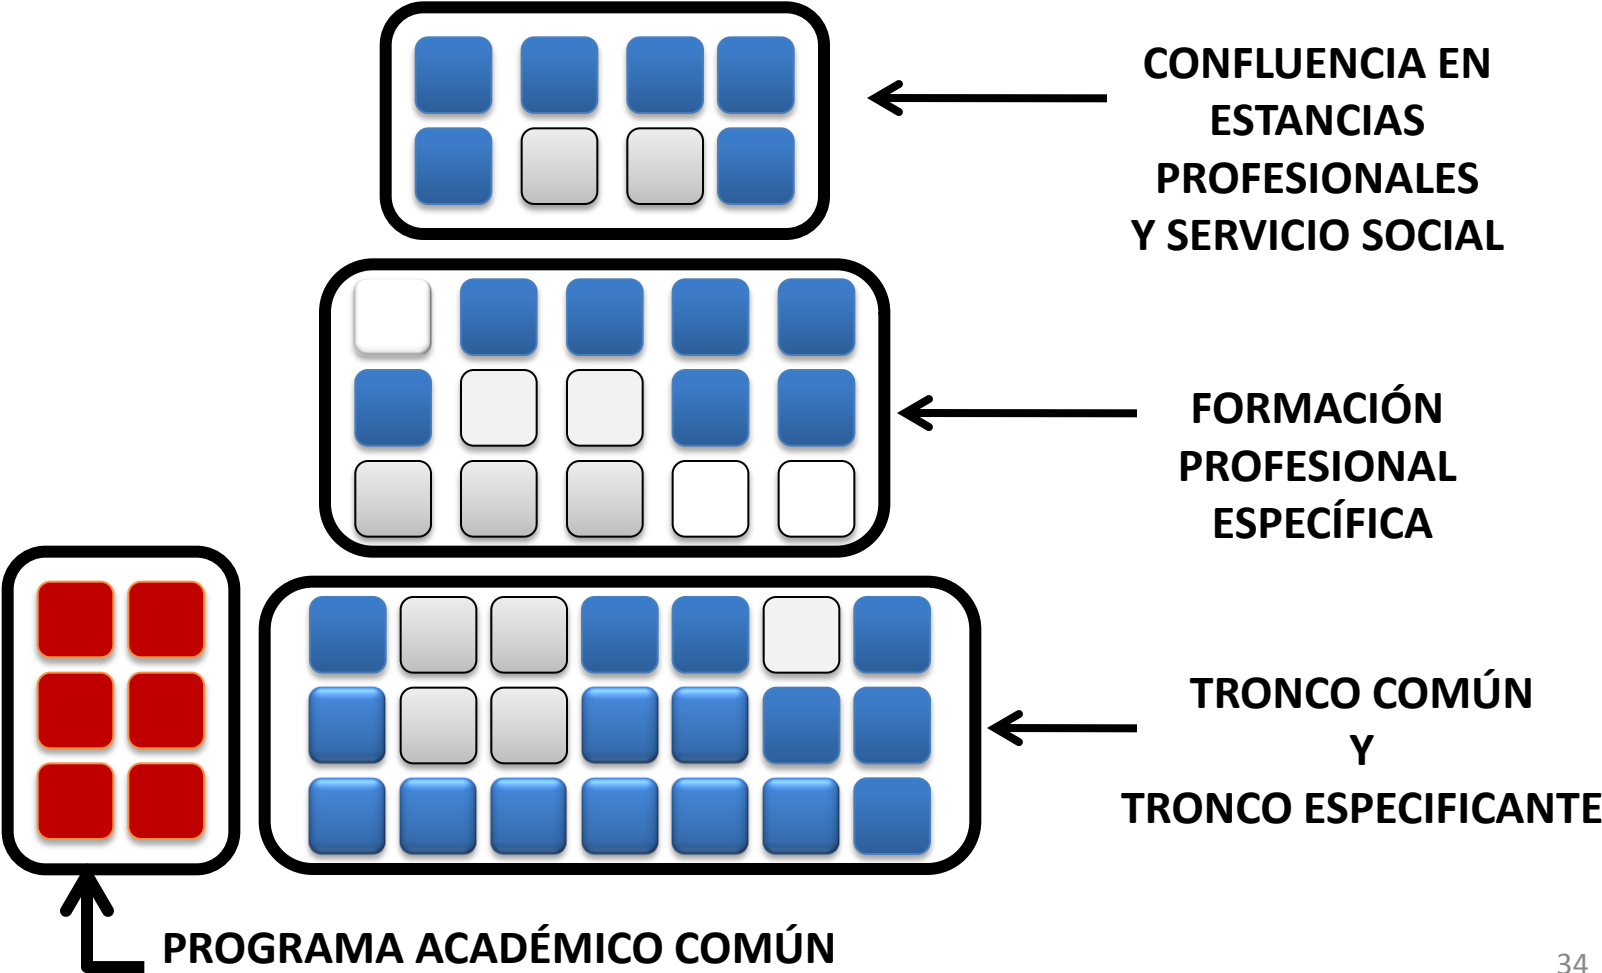 CONFLUENCIA EN
ESTANCIAS
PROFESIONALES
Y SERVICIO SOCIAL
FORMACIÓN
PROFESIONAL
ESPECÍFICA
TRONCO COMÚN
Y
TRONCO ESPECIFICANTE
PROGRAMA ACADÉMICO COMÚN
34